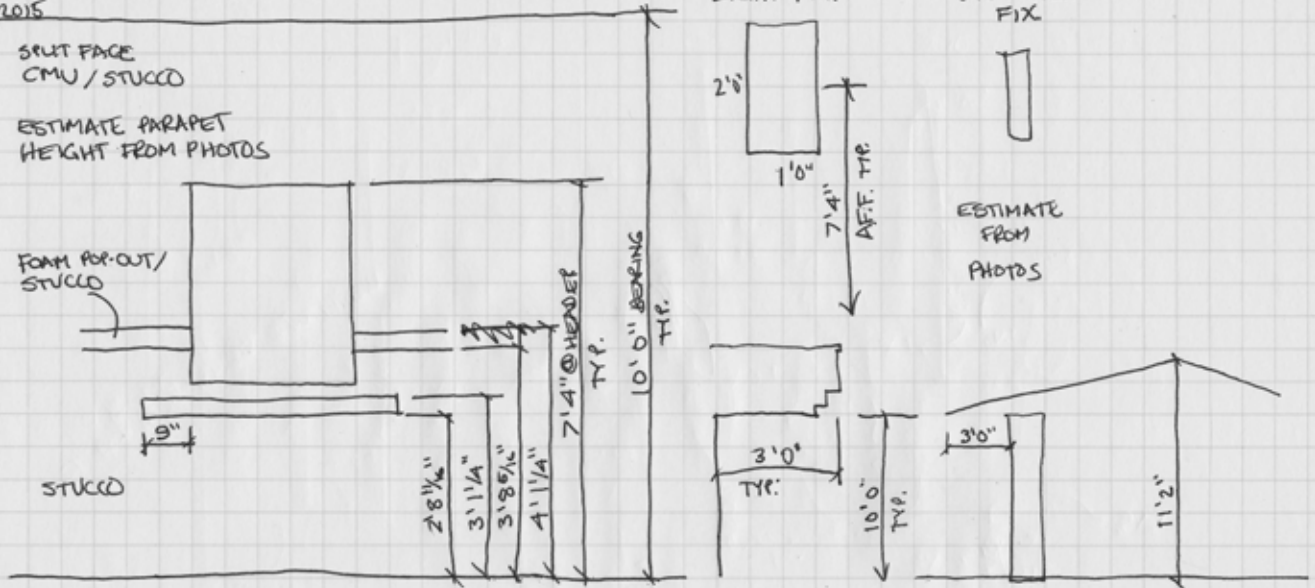 2015
SPLIT FACE
CMU / STUCCO
ESTIMATE PARAPET
HEIGHT FROM PHOTOS
FOAM POP-OUT/
STUCCO
9"
STUCCO
2'8 11/16"
3'1 1/4"
3'8 5/16"
4'1 1/4"
7'4" @ HEADER
TYP.
10'0" BEARING
TYP.
2'0"
1'0"
7'4"
A.F.F. TYP.
FIX
ESTIMATE
FROM
PHOTOS
3'0"
TYP.
10'0"
TYP.
3'0"
11'2"